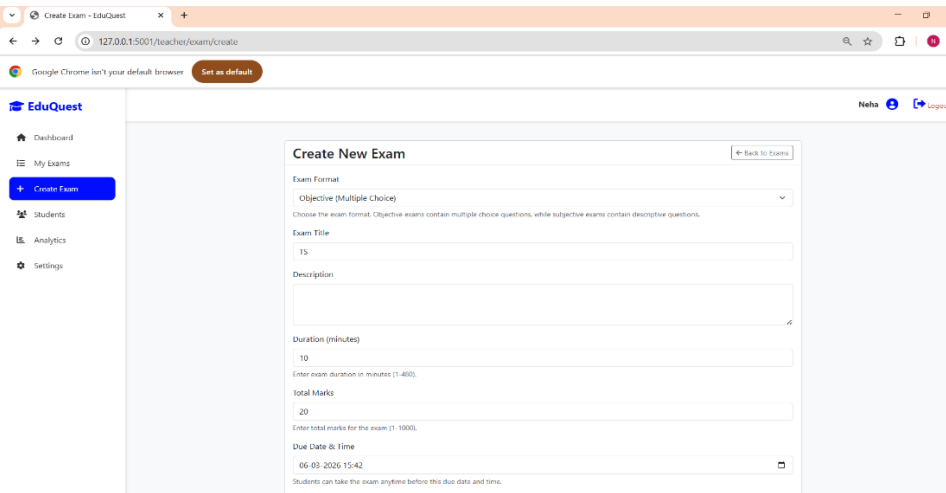 Create Exam - EduQuest
127.0.0.1:5001/teacher/exam/create
N
Google Chrome isn't your default browser Set as default
EduQuest
Neha Logou
Dashboard
My Exams
Create Exam
Students
Analytics
Settings
Create New Exam
Back to Exams
Exam Format
Objective (Multiple Choice)
Choose the exam format. Objective exams contain multiple choice questions, while subjective exams contain descriptive questions.
Exam Title
TS
Description
Duration (minutes)
10
Enter exam duration in minutes (1-480).
Total Marks
20
Enter total marks for the exam (1-1000).
Due Date & Time
06-03-2026 15:42
Students can take the exam anytime before this due date and time.